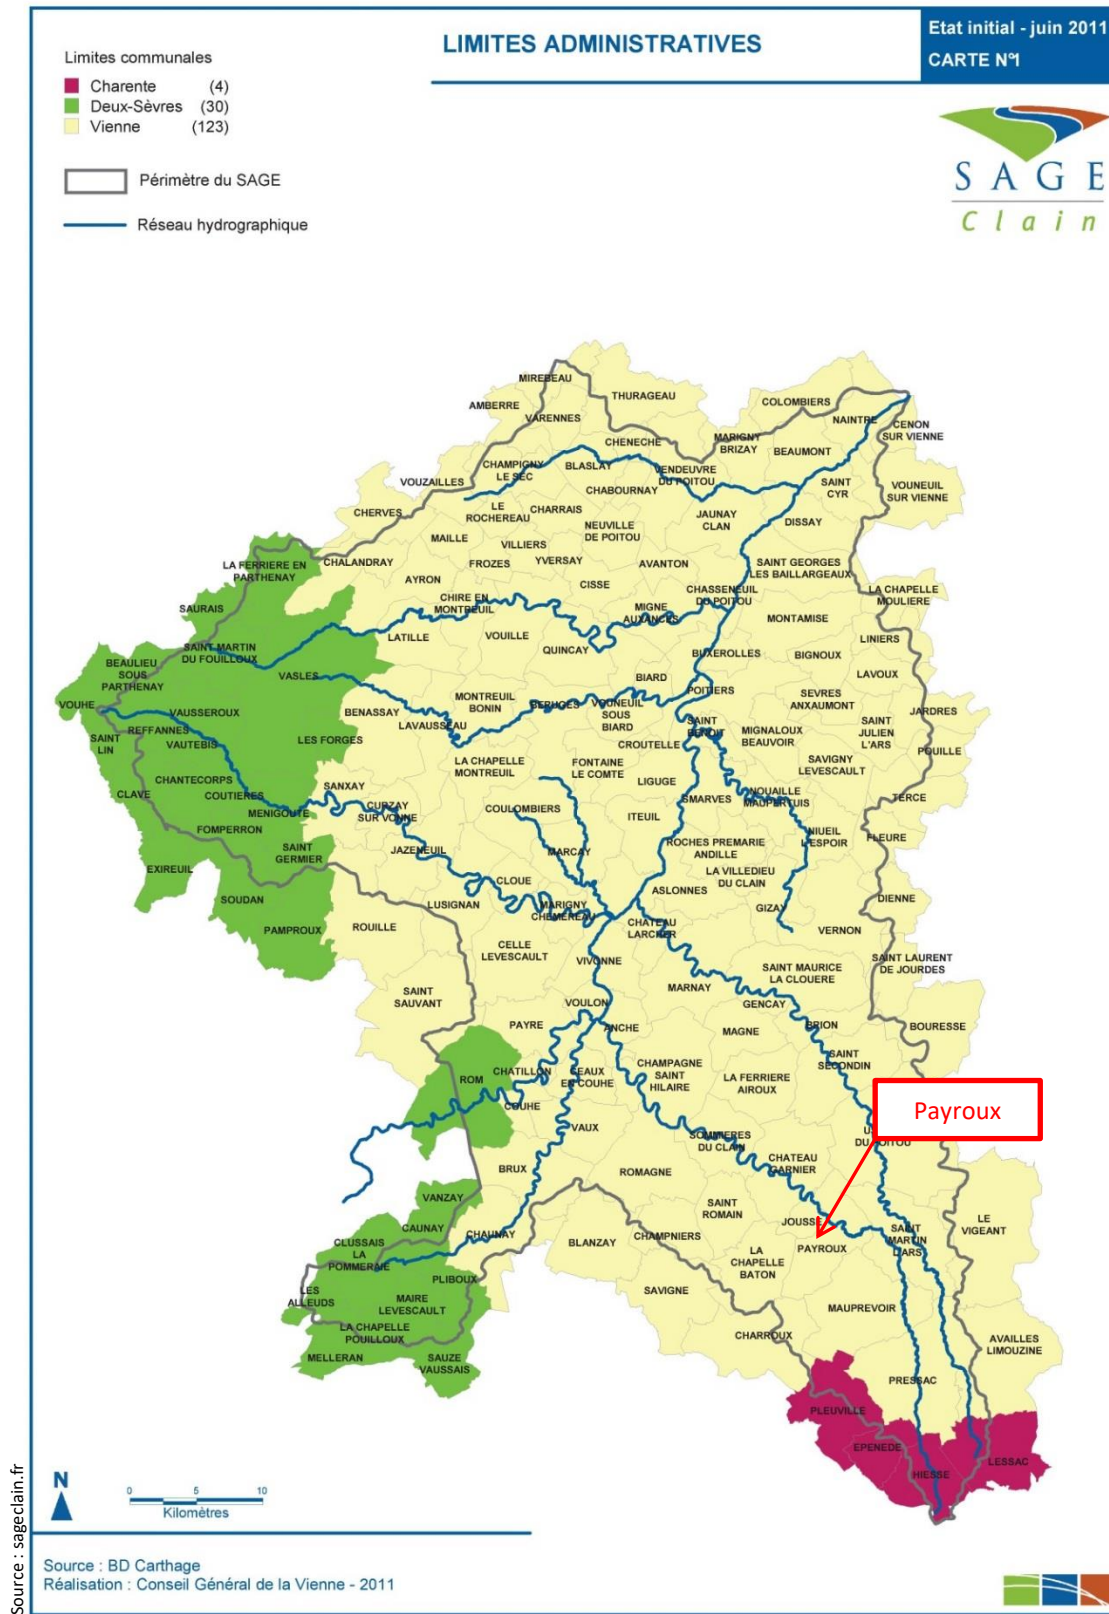 LIMITES ADMINISTRATIVES
Etat initial - juin 2011
CARTE N°1
Limites communales
Charente (4)
Deux-Sèvres (30)
Vienne (123)
Périmètre du SAGE
Réseau hydrographique
SAGE
Clain
MIREBEAU
THURAGEAU
AMBERRE
VARENNES
COLOMBIERS
NAINTRE
CENON
SUR VIENNE
CHENECHE
MARIGNY
BRIZAY
BEAUMONT
CHAMPIGNY
LE SEC
BLASLAY
VENDEUVRE
DU POITOU
VOUZAILLES
CHABOURNAY
SAINT
CYR
VOUNEUIL
SUR VIENNE
CHERVES
LE
ROCHEREAU
CHARRAIS
NEUVILLE
DE POITOU
JAUNAY
CLAN
DISSAY
MAILLE
VILLIERS
LA FERRIERE EN
PARTHENAY
CHALANDRAY
FROZES
YVERSAY
AVANTON
SAINT GEORGES
LES BAILLARGEAUX
AYRON
CISSE
CHASSENEUIL
DU POITOU
LA CHAPELLE
MOULIERE
SAURAIS
CHIRE EN
MONTREUIL
MIGNE
AUXANCES
MONTAMISE
SAINT MARTIN
DU FOUILLOUX
LATILLE
VOUILLE
QUINCAY
BUXEROLLES
BIGNOUX
LINIERS
BEAULIEU
SOUS
PARTHENAY
VASLES
BIARD
LAVOUX
VOUHE
VAUSSEROUX
BENASSAY
LAVAUSSEAU
MONTREUIL
BONIN
BERUGES
VOUNEUIL
SOUS
BIARD
POITIERS
SEVRES
ANXAUMONT
JARDRES
SAINT
LIN
REFFANNES
VAUTEBIS
LES FORGES
CROUTELLE
SAINT
BENOIT
MIGNALOUX
BEAUVOIR
SAINT
JULIEN
L'ARS
POUILLE
LA CHAPELLE
MONTREUIL
FONTAINE
LE COMTE
LIGUGE
SAVIGNY
LEVESCAULT
CHANTECORPS
CLAVE
COUTIERES
SANXAY
CURZAY
SUR VONNE
COULOMBIERS
SMARVES
NOUAILLE
MAUPERTUIS
TERCE
MENIGOUTE
ITEUIL
FOMPERRON
NIUEIL
L'ESPOIR
FLEURE
SAINT
GERMIER
JAZENEUIL
MARCAY
ROCHES PREMARIE
ANDILLE
EXIREUIL
CLOUE
ASLONNES
LA VILLEDIEU
DU CLAIN
SOUDAN
LUSIGNAN
MARIGNY
CHEMEREAU
GIZAY
DIENNE
PAMPROUX
ROUILLE
CHATEAU
LARCHER
VERNON
CELLE
LEVESCAULT
VIVONNE
SAINT LAURENT
DE JOURDES
SAINT MAURICE
LA CLOUERE
SAINT
SAUVANT
MARNAY
GENCAY
VOULON
PAYRE
ANCHE
MAGNE
BRION
BOURESSE
ROM
CHATILLON
CEAUX
EN COUHE
CHAMPAGNE
SAINT
HILAIRE
SAINT
SECONDIN
LA FERRIERE
AIROUX
COUHE
Payroux
VAUX
SOMMIERES
DU CLAIN
DU POITOU
CHATEAU
GARNIER
BRUX
ROMAGNE
VANZAY
SAINT
ROMAIN
CAUNAY
CHAUNAY
JOUSSE
SAINT
MARTIN
L'ARS
LE
VIGEANT
CLUSSAIS
LA
POMMERAIE
BLANZAY
CHAMPNIERS
PAYROUX
LA
CHAPELLE
BATON
PLIBOUX
LES
ALLEUDS
MAIRE
LEVESCAULT
SAVIGNE
MAUPREVOIR
LA CHAPELLE
POUILLOUX
CHARROUX
AVAILLES
LIMOUZINE
MELLERAN
SAUZE
VAUSSAIS
PRESSAC
PLEUVILLE
EPENEDE
HIESSE
LESSAC
N
0 5 10
Kilomètres
Source : BD Carthage
Réalisation : Conseil Général de la Vienne - 2011
Source : sageclain.fr